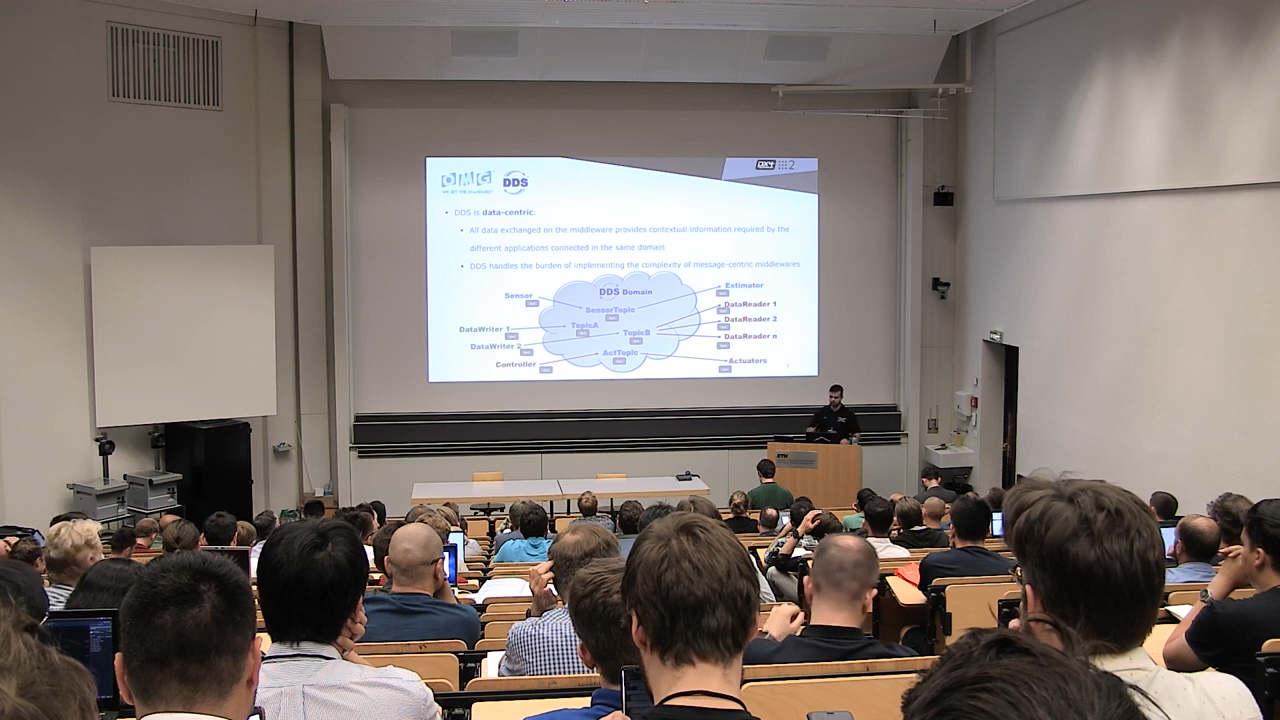 OMG
WE SET THE STANDARD
DDS
2
• DDS is data-centric:
• All data exchanged on the middleware provides contextual information required by the
different applications connected in the same domain
• DDS handles the burden of implementing the complexity of message-centric middlewares
DDS Domain
Sensor
SensorTopic
Estimator
DataReader 1
DataWriter 1
TopicA
DataReader 2
DataWriter 2
TopicB
DataReader n
Controller
ActTopic
Actuators
ETH